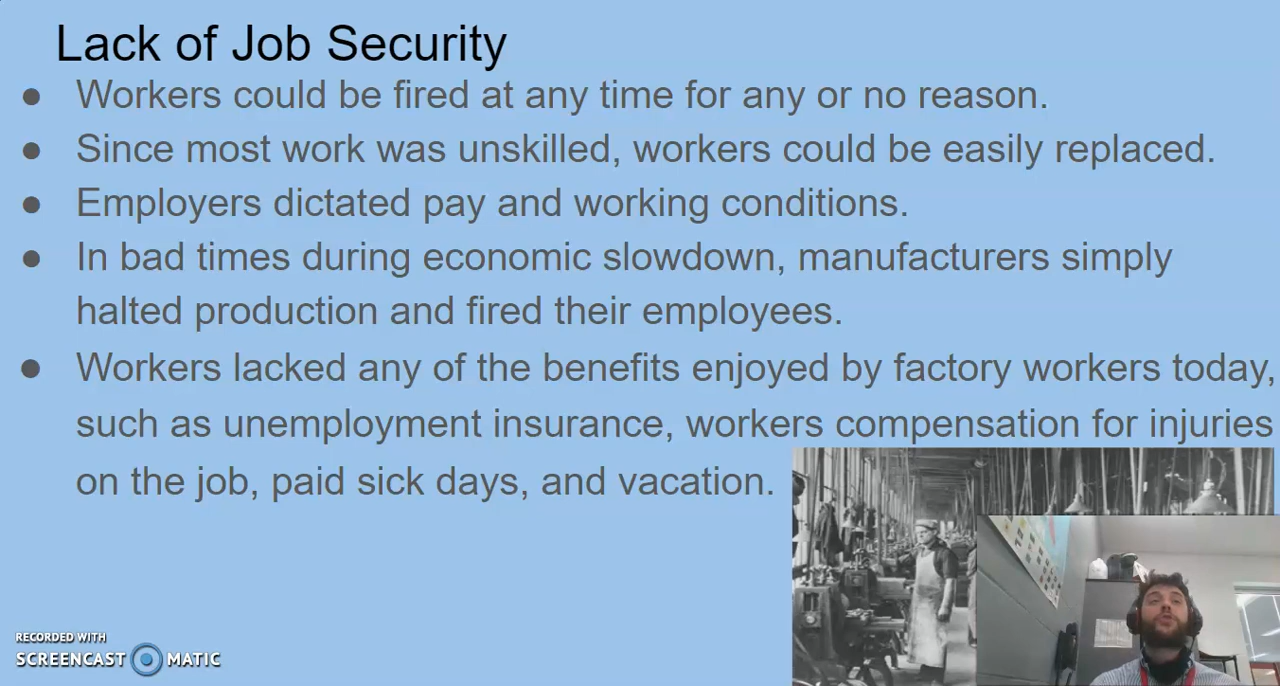 Lack of Job Security
● Workers could be fired at any time for any or no reason.
● Since most work was unskilled, workers could be easily replaced.
● Employers dictated pay and working conditions.
● In bad times during economic slowdown, manufacturers simply
halted production and fired their employees.
● Workers lacked any of the benefits enjoyed by factory workers today,
such as unemployment insurance, workers compensation for injuries
on the job, paid sick days, and vacation.
RECORDED WITH
SCREENCAST MATIC